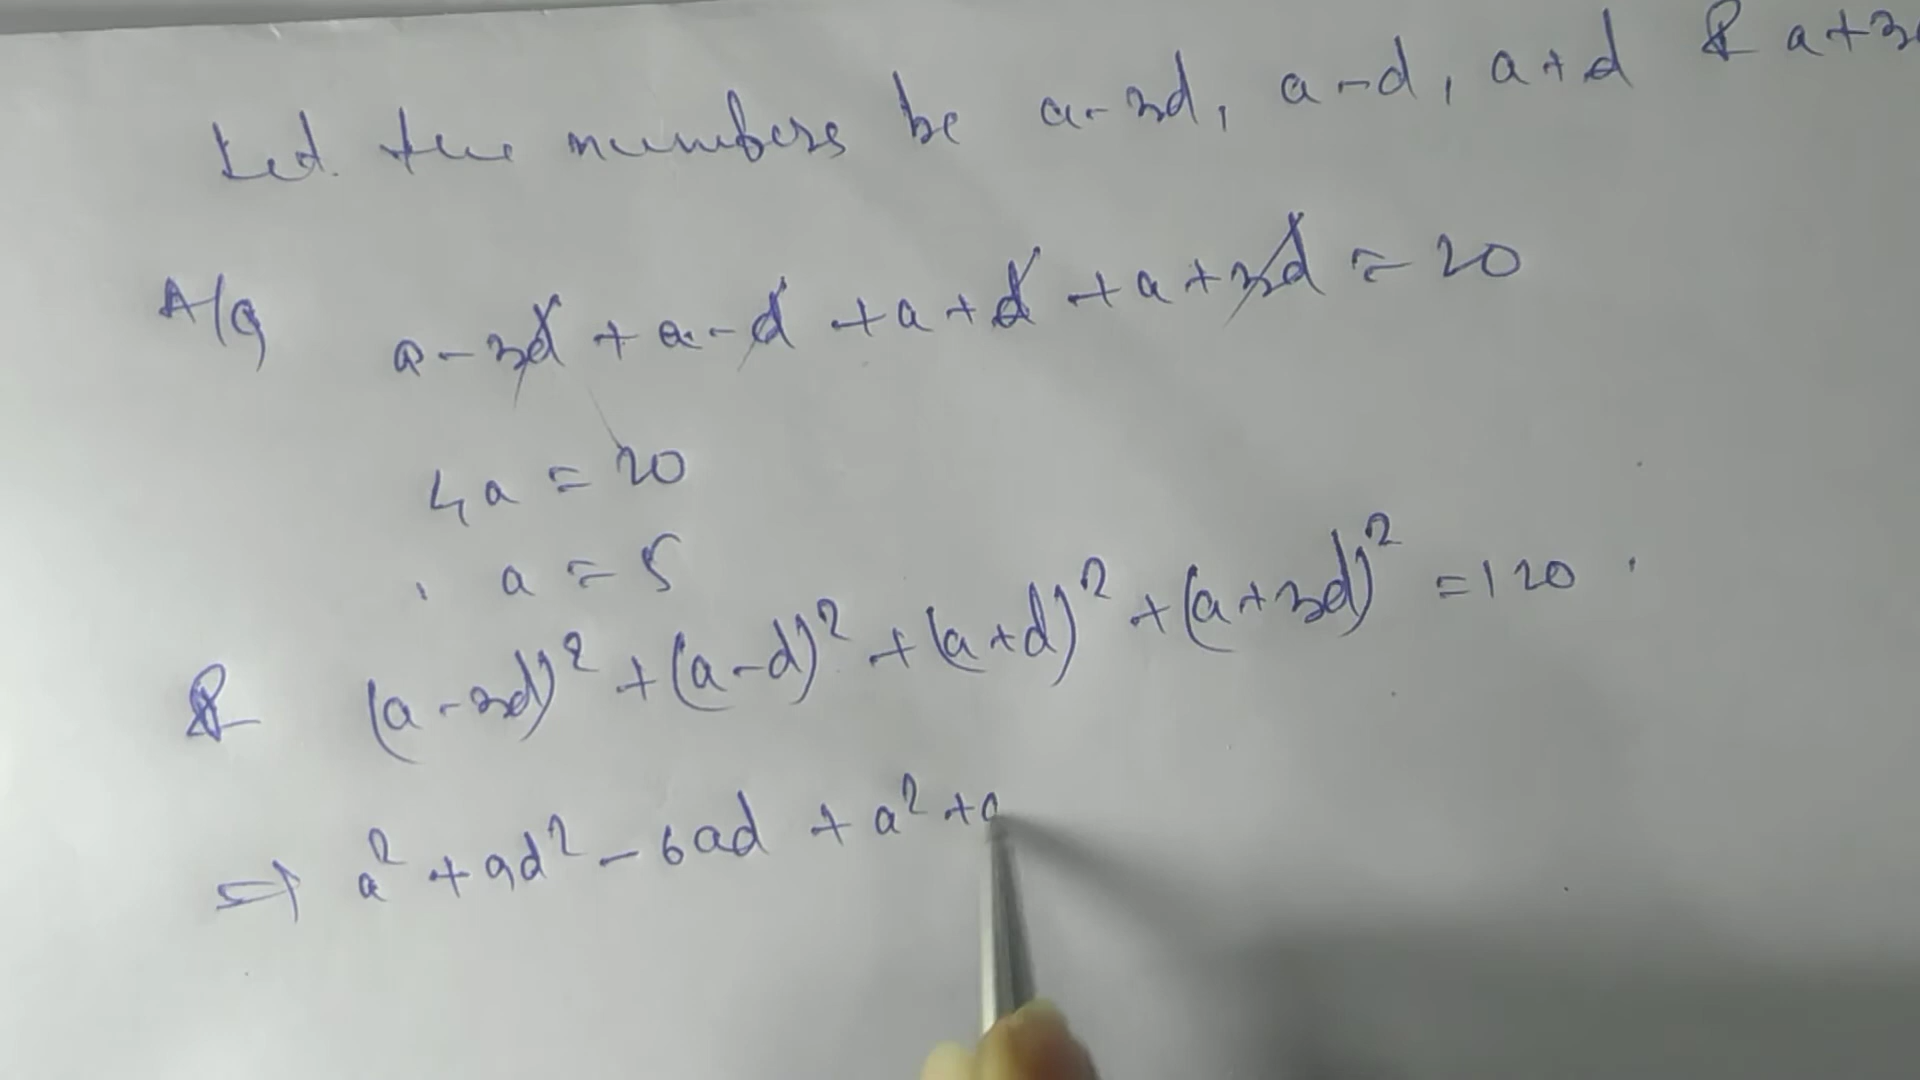 Let the numbers be a-3d, a-d, a+d & a+3
A/q a-3d + a-d + a+d + a+3d = 20
4a = 20
a = 5
& (a-3d)² + (a-d)² + (a+d)² + (a+3d)² = 120
⇒ a² + 9d² - 6ad + a² +